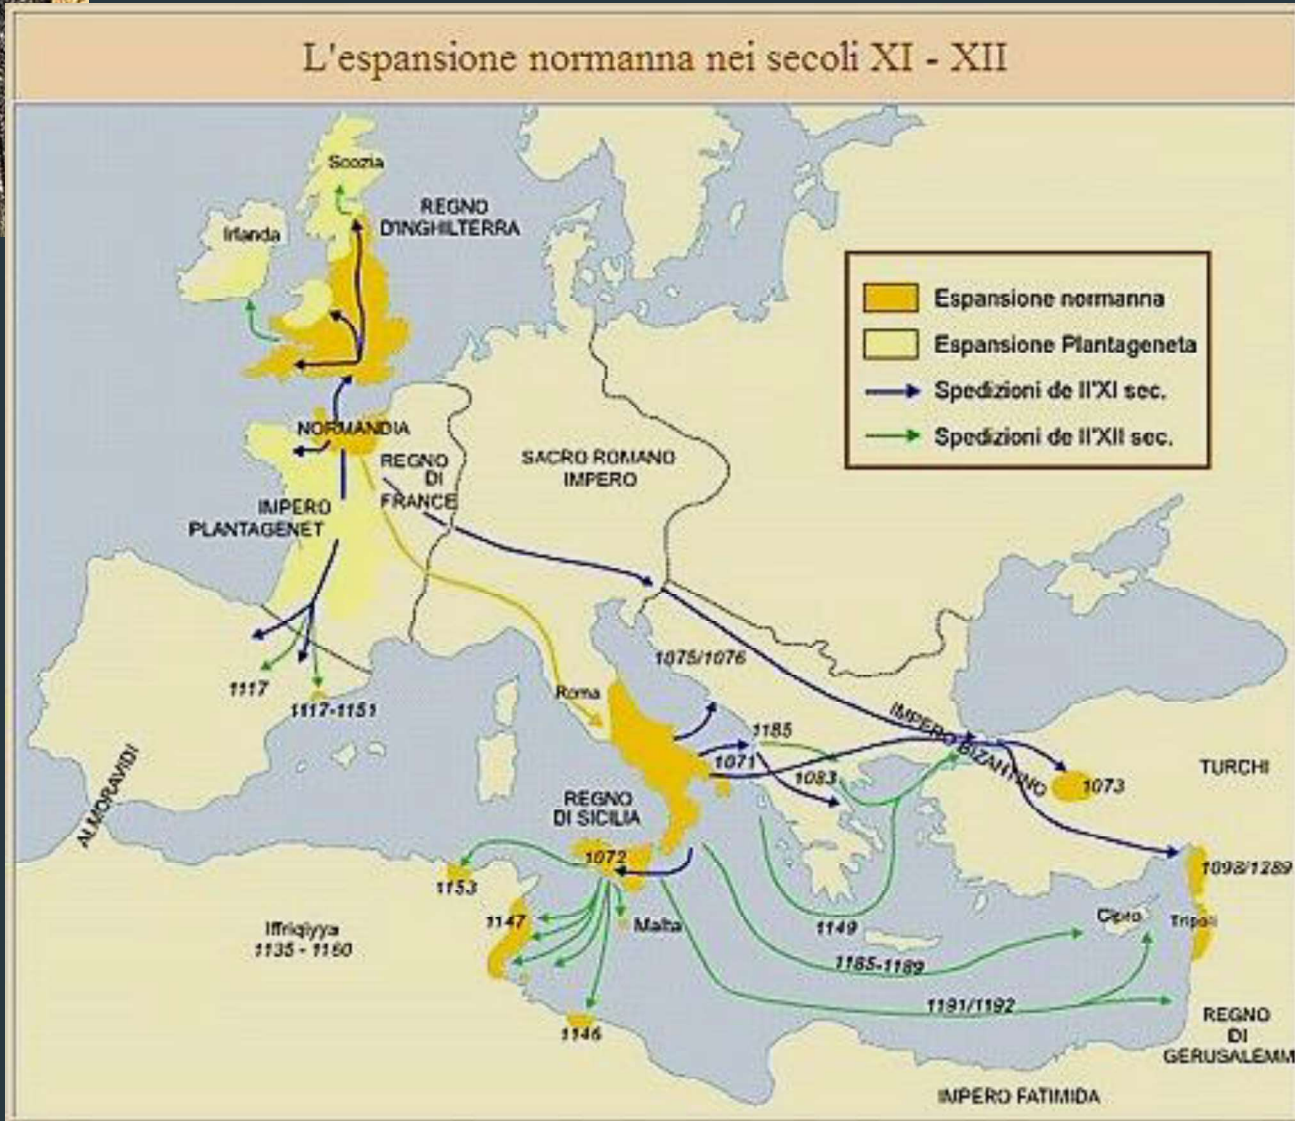 L'espansione normanna nei secoli XI - XII
Scozia
REGNO
D'INGHILTERRA
Irlanda
Espansione normanna
Espansione Plantageneta
Spedizioni de II'XI sec.
Spedizioni de II'XII sec.
NORMANDIA
REGNO
DI
FRANCE
SACRO ROMANO
IMPERO
IMPERO
PLANTAGENET
1075/1076
1117
1117-1151
Roma
IMPERO BIZANTINO
1185
1071
1083
1073
TURCHI
ALMORAVIDI
REGNO
DI SICILIA
1072
1153
1098/1289
1147
Malta
Cipro
Tripoli
1149
Iffriqiyya
1135 - 1160
1185-1189
1191/1192
1146
REGNO
DI
GERUSALEMM
IMPERO FATIMIDA